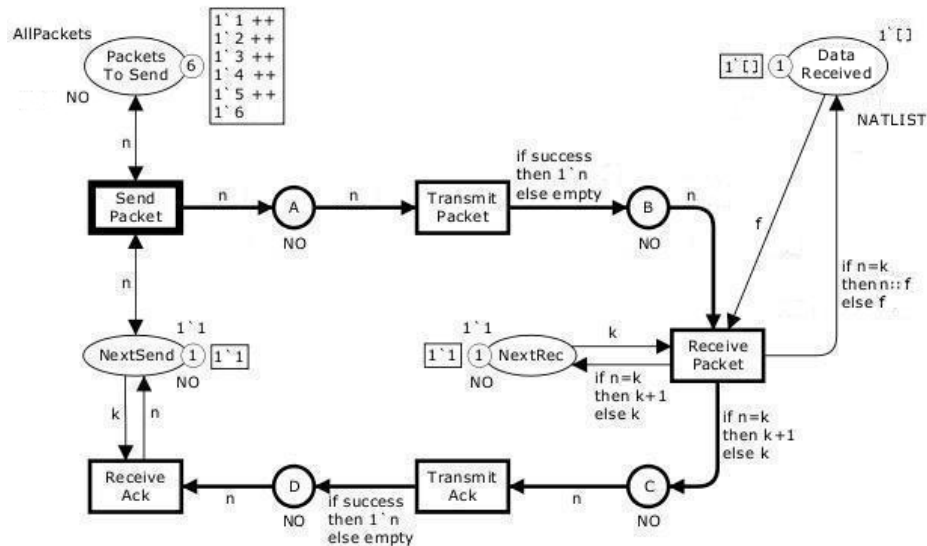 AllPackets
Packets
To Send
6
1`1 ++
1`2 ++
1`3 ++
1`4 ++
1`5 ++
1`6
NO
1`[]
1`[]
1
Data
Received
NATLIST
n
Send
Packet
n
A
NO
n
Transmit
Packet
if success
then 1`n
else empty
B
NO
n
f
if n=k
then n::f
else f
n
1`1
NextSend
1
1`1
NO
1`1
1`1
1
NextRec
NO
k
if n=k
then k+1
else k
Receive
Packet
if n=k
then k+1
else k
k
n
Receive
Ack
n
D
NO
if success
then 1`n
else empty
Transmit
Ack
n
C
NO